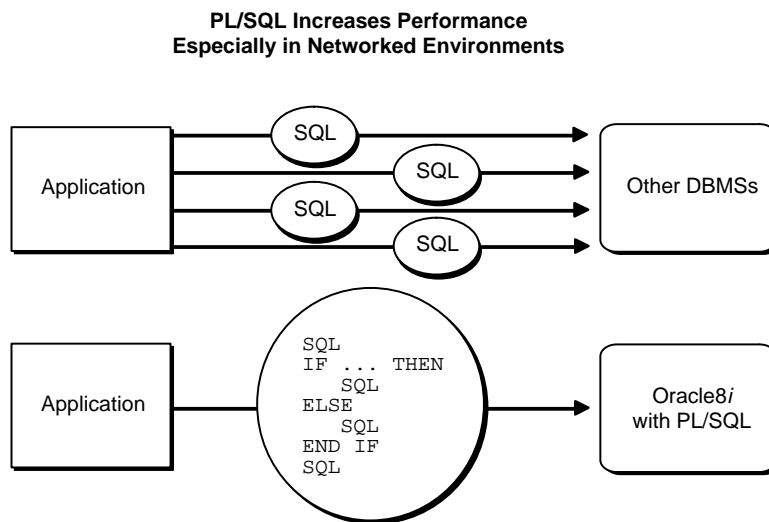 PL/SQL Increases Performance
Especially in Networked Environments
SQL
SQL
Application
Other DBMSs
SQL
SQL
SQL
IF ... THEN
    SQL
ELSE
    SQL
END IF
SQL
Application
Oracle8i
with PL/SQL